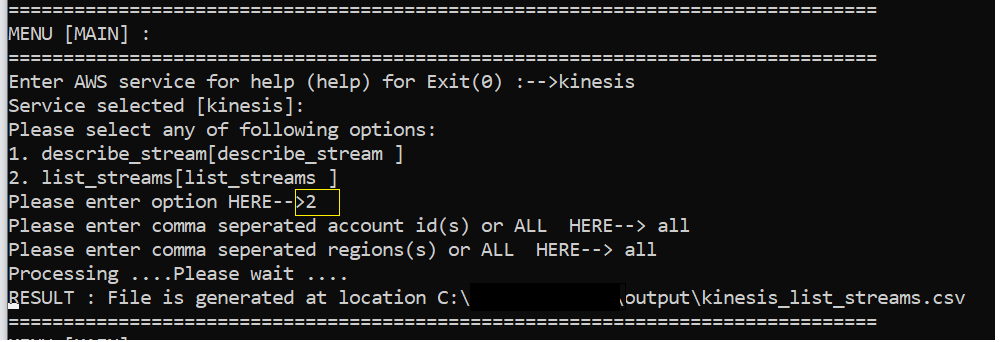 ================================================================================
MENU [MAIN] :
================================================================================
Enter AWS service for help (help) for Exit(0) :-->kinesis
Service selected [kinesis]:
Please select any of following options:
1. describe_stream[describe_stream ]
2. list_streams[list_streams ]
Please enter option HERE-->2
Please enter comma seperated account id(s) or ALL  HERE--> all
Please enter comma seperated regions(s) or ALL  HERE--> all
Processing ....Please wait ....
RESULT : File is generated at location C:\ \output\kinesis_list_streams.csv
================================================================================
MENU [MAIN]